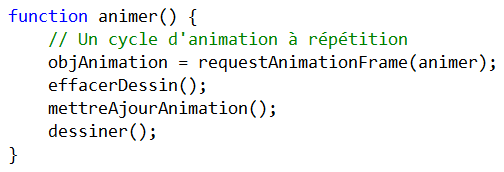 function animer() {
    // Un cycle d'animation à répétition
    objAnimation = requestAnimationFrame(animer);
    effacerDessin();
    mettreAjourAnimation();
    dessiner();
}